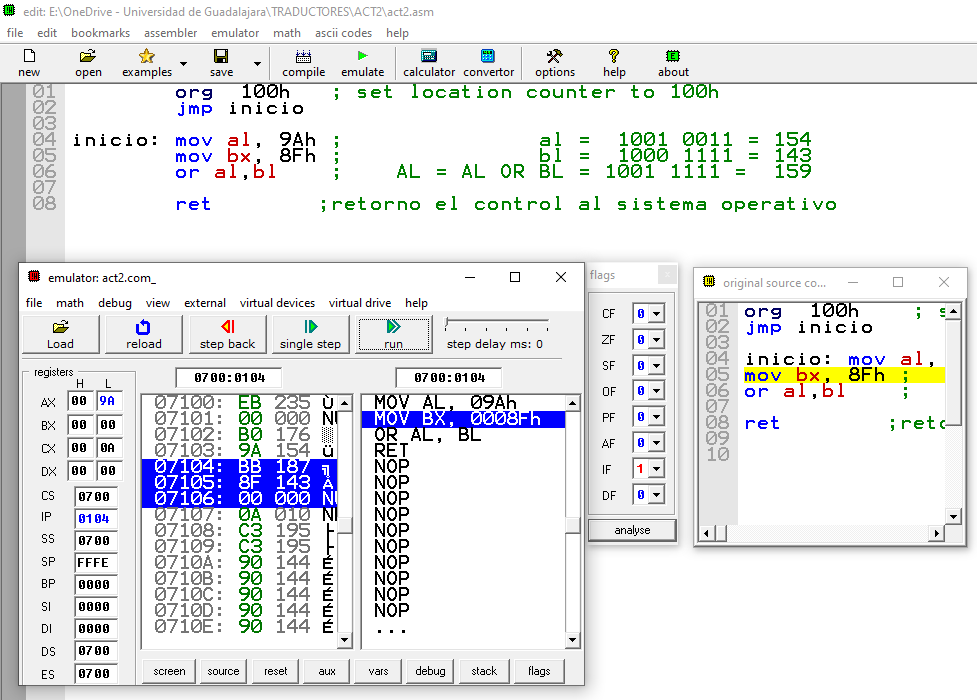 edit: E:\OneDrive - Universidad de Guadalajara\TRADUCTORES\ACT2\act2.asm
file edit bookmarks assembler emulator math ascii codes help
new open examples save compile emulate calculator convertor options help about
01 org 100h ; set location counter to 100h
02 jmp inicio
03
04 inicio: mov al, 9Ah ; al = 1001 0011 = 154
05 mov bx, 8Fh ; bl = 1000 1111 = 143
06 or al,bl ; AL = AL OR BL = 1001 1111 = 159
07
08 ret ;retorno el control al sistema operativo
emulator: act2.com_
file math debug view external virtual devices virtual drive help
Load reload step back single step run step delay ms: 0
registers
H L
AX 00 9A
BX 00 00
CX 00 0A
DX 00 00
CS 0700
IP 0104
SS 0700
SP FFFE
BP 0000
SI 0000
DI 0000
DS 0700
ES 0700
0700:0104
07100: EB 235 Ù
07101: 00 000 NU
07102: B0 176 ░
07103: 9A 154 Ü
07104: BB 187 ╗
07105: 8F 143 Å
07106: 00 000 NU
07107: 0A 010 N
07108: C3 195 ├
07109: C3 195 ├
0710A: 90 144 É
0710B: 90 144 É
0710C: 90 144 É
0710D: 90 144 É
0710E: 90 144 É
0700:0104
MOV AL, 09Ah
MOV BX, 0008Fh
OR AL, BL
RET
NOP
NOP
NOP
NOP
NOP
NOP
NOP
NOP
NOP
NOP
...
screen source reset aux vars debug stack flags
flags
CF 0
ZF 0
SF 0
OF 0
PF 0
AF 0
IF 1
DF 0
analyse
original source co...
01 org 100h ; s
02 jmp inicio
03
04 inicio: mov al,
05 mov bx, 8Fh ;
06 or al,bl ;
07
08 ret ;reto
09
10